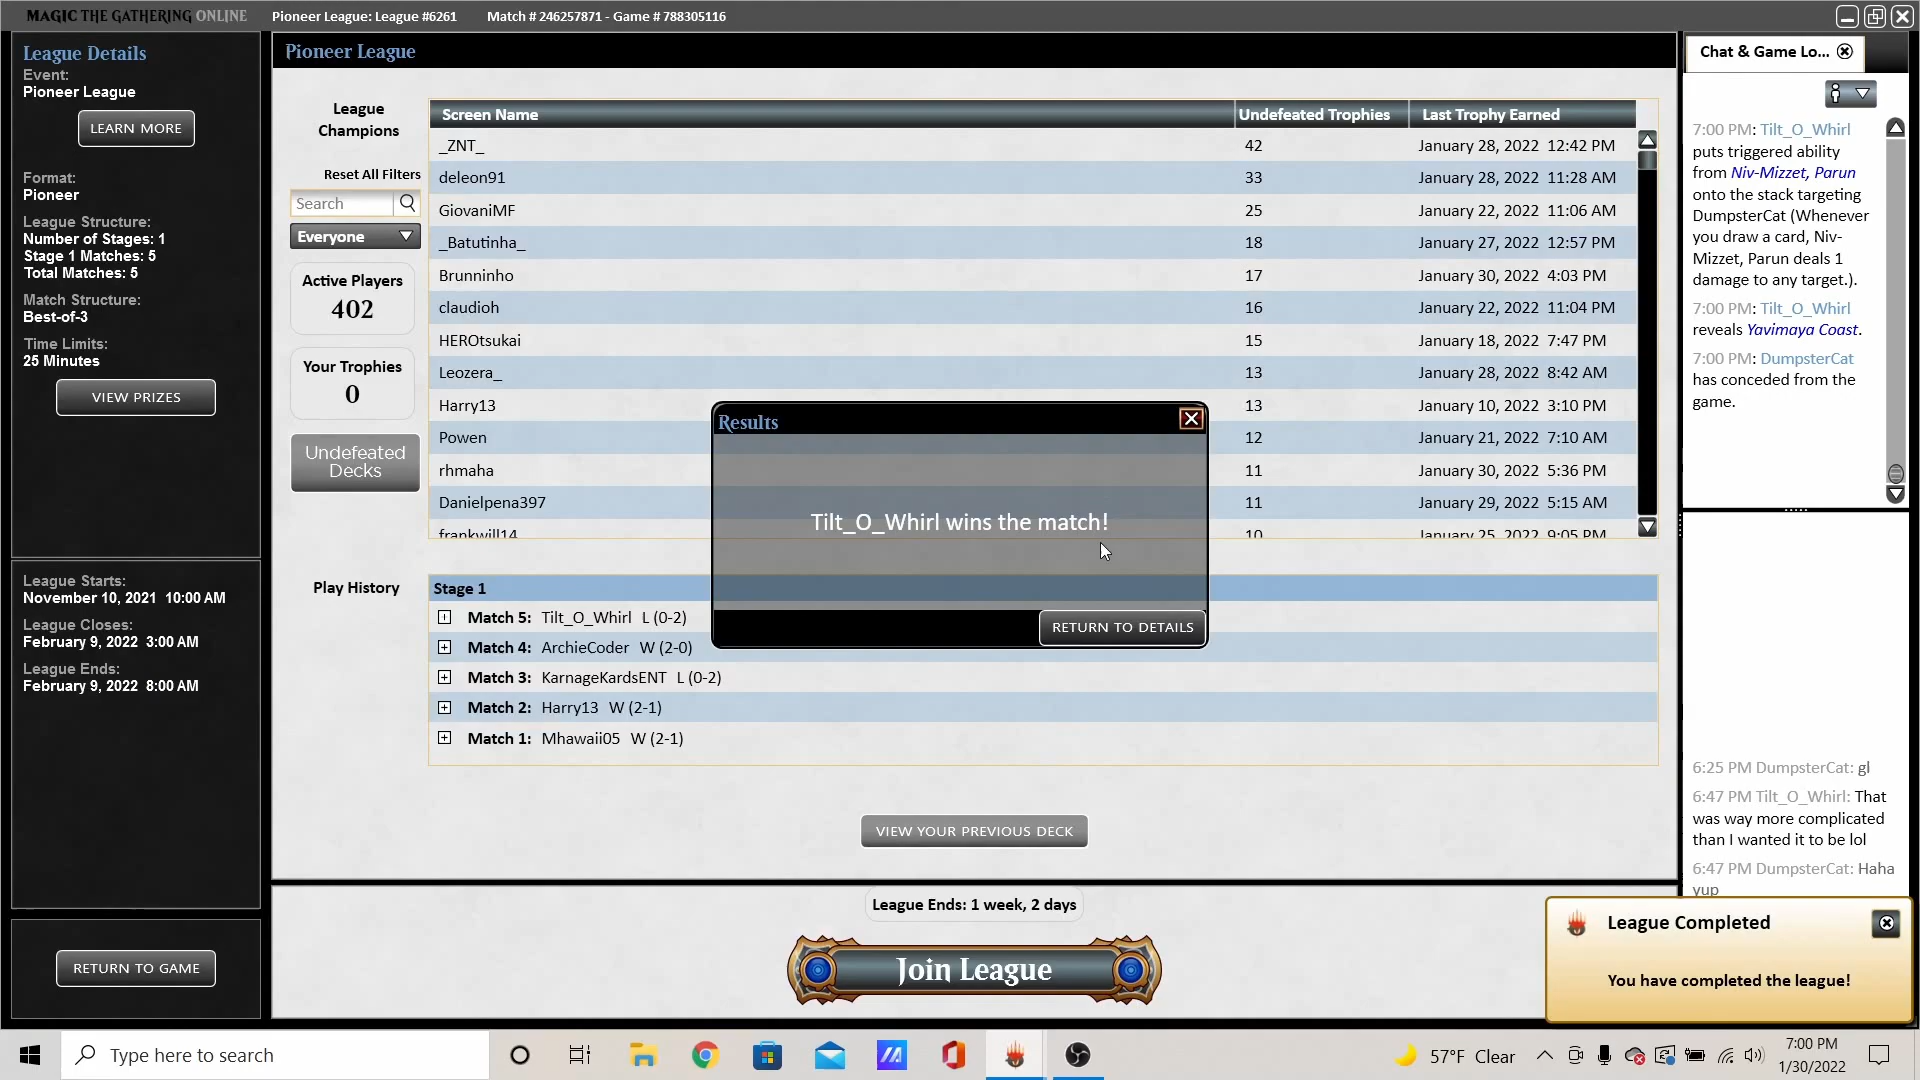 MAGIC THE GATHERING ONLINE
Pioneer League: League #6261
Match # 246257871 - Game # 788305116
League Details
Event:
Pioneer League
LEARN MORE
Format:
Pioneer
League Structure:
Number of Stages: 1
Stage 1 Matches: 5
Total Matches: 5
Match Structure:
Best-of-3
Time Limits:
25 Minutes
VIEW PRIZES
League Starts:
November 10, 2021 10:00 AM
League Closes:
February 9, 2022 3:00 AM
League Ends:
February 9, 2022 8:00 AM
RETURN TO GAME
Pioneer League
League
Champions
Reset All Filters
Search
Everyone
Active Players
402
Your Trophies
0
Undefeated
Decks
Screen Name Undefeated Trophies Last Trophy Earned
_ZNT_ 42 January 28, 2022 12:42 PM
deleon91 33 January 28, 2022 11:28 AM
GiovaniMF 25 January 22, 2022 11:06 AM
_Batutinha_ 18 January 27, 2022 12:57 PM
Brunninho 17 January 30, 2022 4:03 PM
claudioh 16 January 22, 2022 11:04 PM
HEROtsukai 15 January 18, 2022 7:47 PM
Leozera_ 13 January 28, 2022 8:42 AM
Harry13 13 January 10, 2022 3:10 PM
Powen 12 January 21, 2022 7:10 AM
rhmaha 11 January 30, 2022 5:36 PM
Danielpena397 11 January 29, 2022 5:15 AM
frankwill14 10 January 25, 2022 9:05 PM
Results
Tilt_O_Whirl wins the match!
RETURN TO DETAILS
Play History
Stage 1
Match 5: Tilt_O_Whirl L (0-2)
Match 4: ArchieCoder W (2-0)
Match 3: KarnageKardsENT L (0-2)
Match 2: Harry13 W (2-1)
Match 1: Mhawaii05 W (2-1)
VIEW YOUR PREVIOUS DECK
League Ends: 1 week, 2 days
Join League
Chat & Game Lo...
7:00 PM: Tilt_O_Whirl
puts triggered ability
from Niv-Mizzet, Parun
onto the stack targeting
DumpsterCat (Whenever
you draw a card, Niv-
Mizzet, Parun deals 1
damage to any target.).
7:00 PM: Tilt_O_Whirl
reveals Yavimaya Coast.
7:00 PM: DumpsterCat
has conceded from the
game.
6:25 PM DumpsterCat: gl
6:47 PM Tilt_O_Whirl: That
was way more complicated
than I wanted it to be lol
6:47 PM DumpsterCat: Haha
yup
League Completed
You have completed the league!
Type here to search
57°F Clear
7:00 PM
1/30/2022